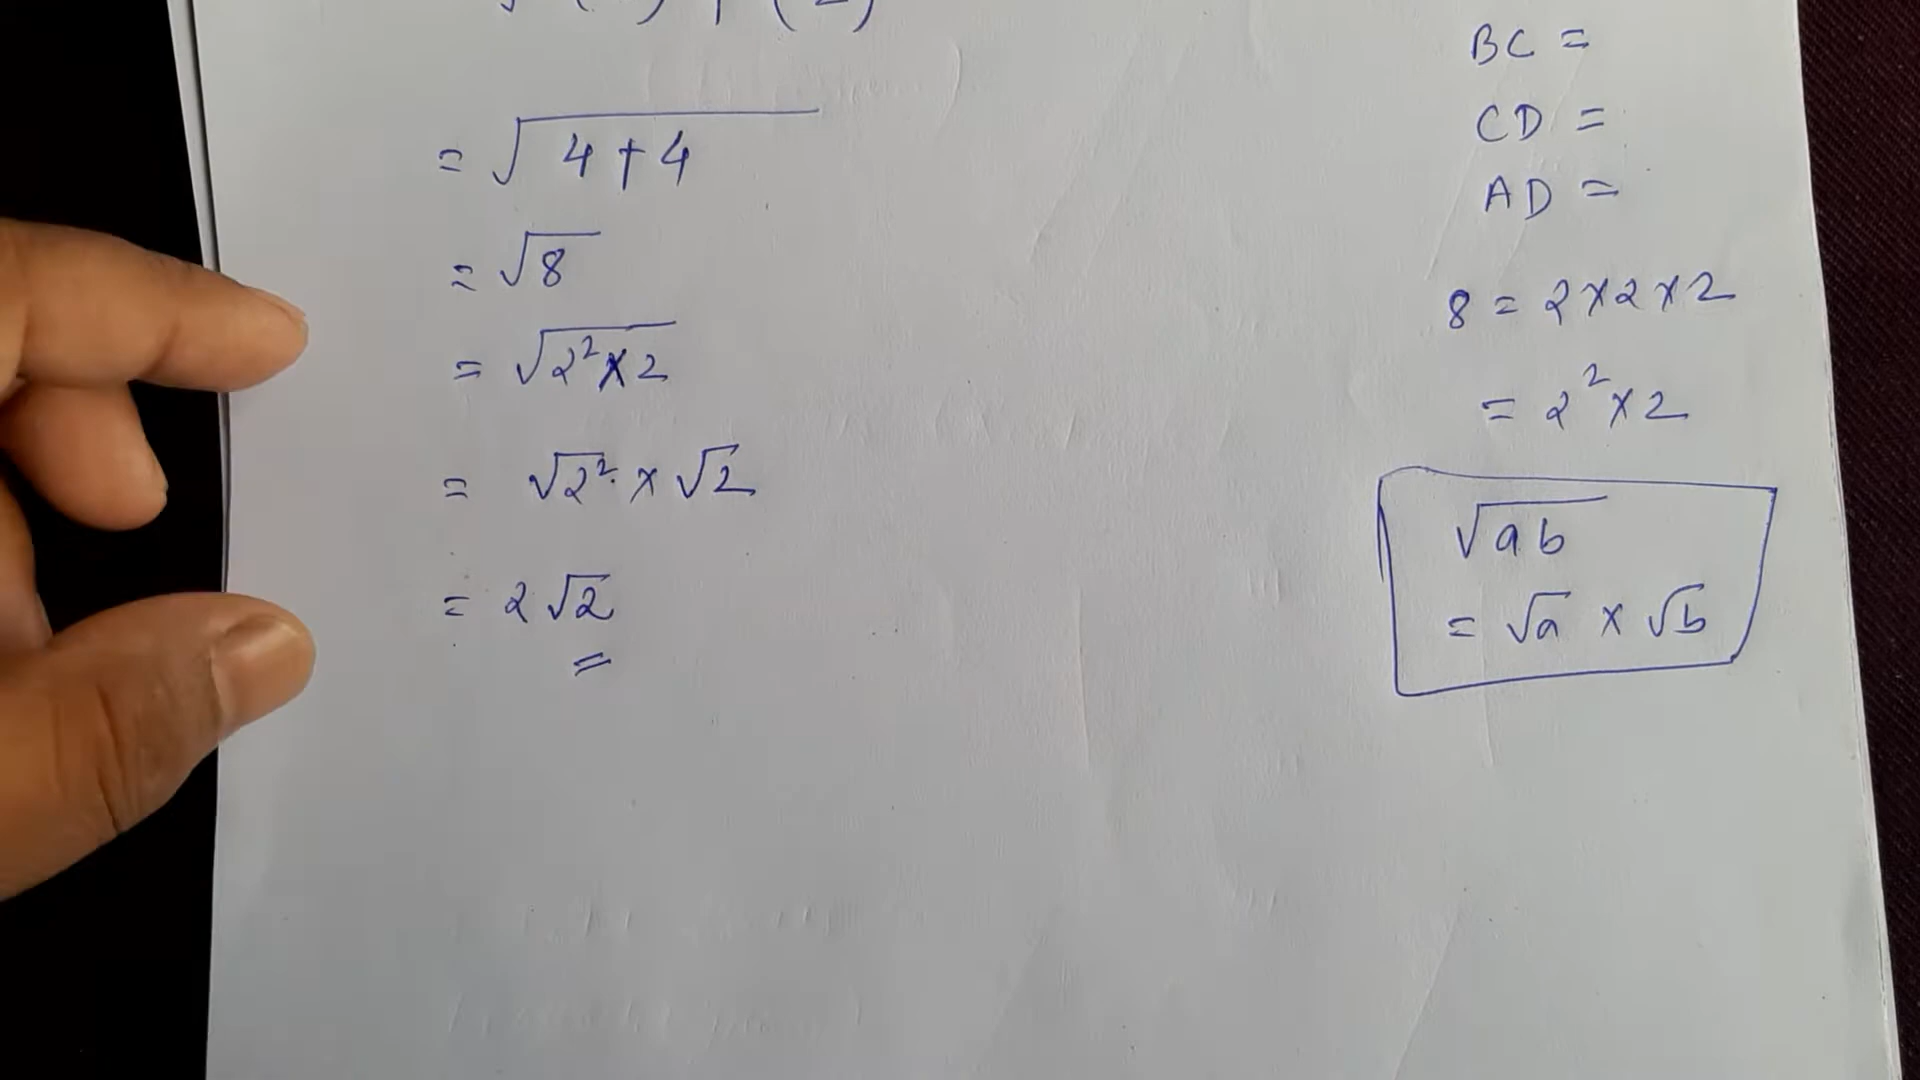 = √4+4
= √8
= √2²×2
= √2² × √2
= 2√2
BC =
CD =
AD =
8 = 2×2×2
= 2²×2
√ab
= √a × √b